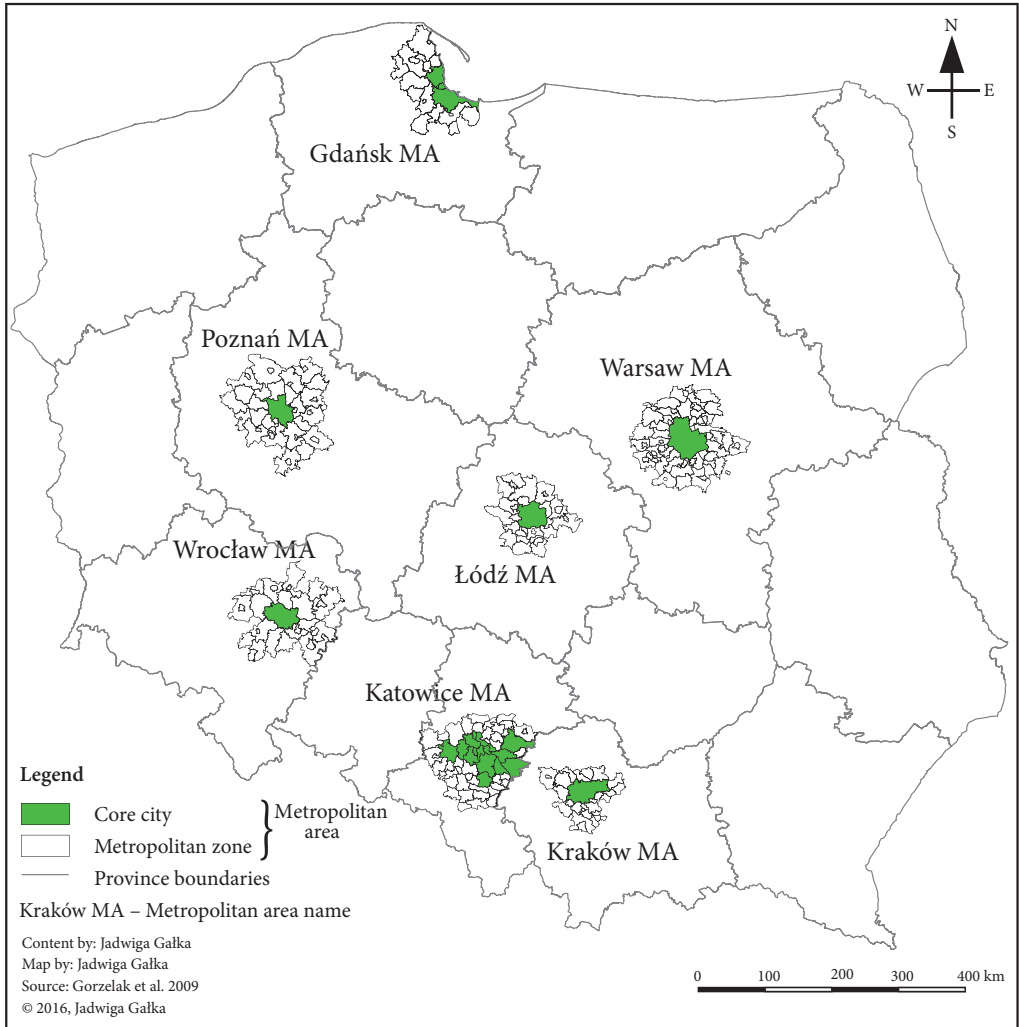 N
W E
S
Gdańsk MA
Poznań MA
Warsaw MA
Wrocław MA
Łódź MA
Katowice MA
Kraków MA
Legend
Core city
Metropolitan zone
Metropolitan
area
Province boundaries
Kraków MA – Metropolitan area name
Content by: Jadwiga Gałka
Map by: Jadwiga Gałka
Source: Gorzelak et al. 2009
© 2016, Jadwiga Gałka
0 100 200 300 400 km